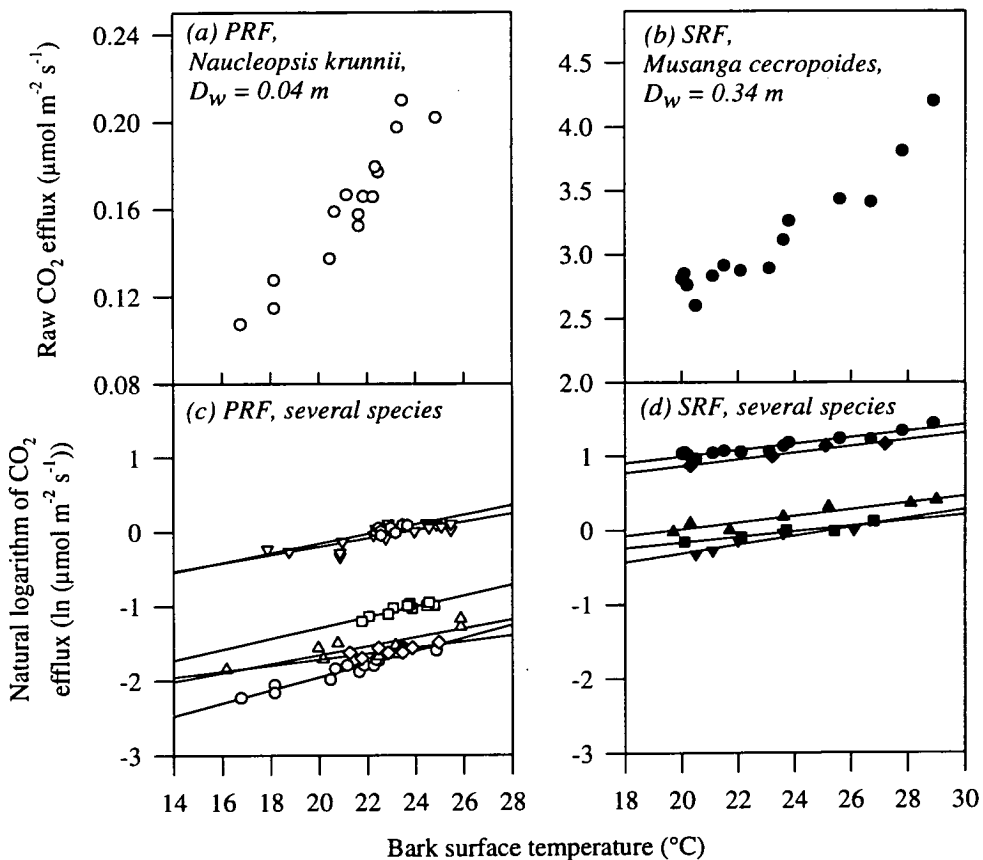 Raw CO2 efflux (μmol m-2 s-1)
0.24
0.20
0.16
0.12
0.08
(a) PRF,
Naucleopsis krunnii,
DW = 0.04 m
4.5
4.0
3.5
3.0
2.5
2.0
(b) SRF,
Musanga cecropoides,
DW = 0.34 m
Natural logarithm of CO2
efflux (ln (μmol m-2 s-1))
1
0
-1
-2
-3
(c) PRF, several species
14 16 18 20 22 24 26 28
1
0
-1
-2
-3
(d) SRF, several species
18 20 22 24 26 28 30
Bark surface temperature (°C)